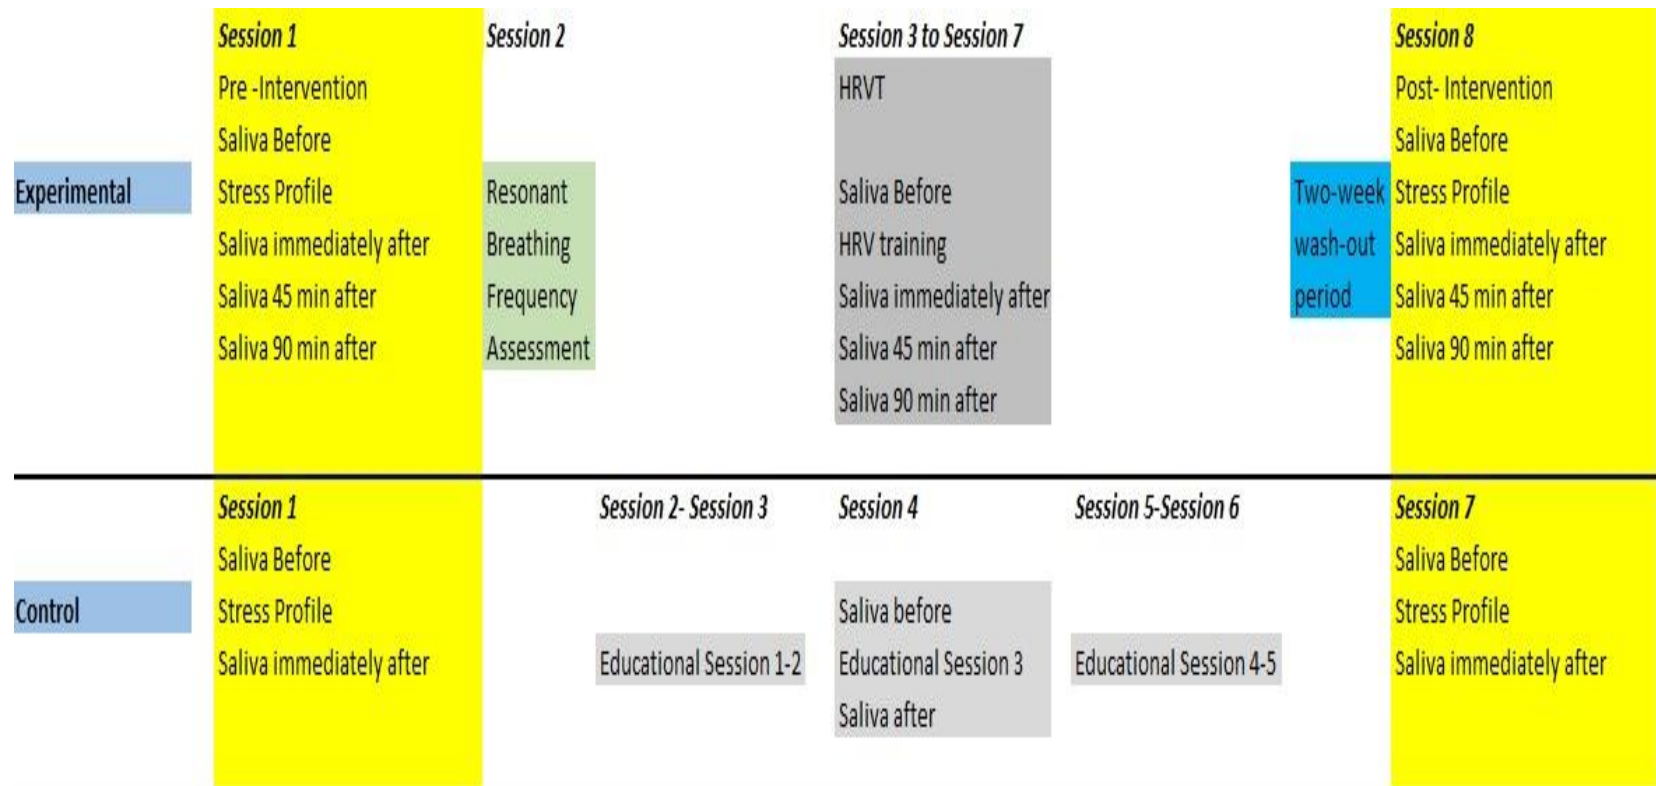 Session 1
Session 2
Session 3 to Session 7
Session 8
Pre -Intervention
HRVT
Post- Intervention
Saliva Before
Saliva Before
Experimental
Stress Profile
Resonant
Saliva Before
Two-week
Stress Profile
Saliva immediately after
Breathing
HRV training
wash-out
Saliva immediately after
Saliva 45 min after
Frequency
Saliva immediately after
period
Saliva 45 min after
Saliva 90 min after
Assessment
Saliva 45 min after
Saliva 90 min after
Saliva 90 min after
Session 1
Session 2- Session 3
Session 4
Session 5-Session 6
Session 7
Saliva Before
Saliva Before
Control
Stress Profile
Saliva before
Stress Profile
Saliva immediately after
Educational Session 1-2
Educational Session 3
Educational Session 4-5
Saliva immediately after
Saliva after